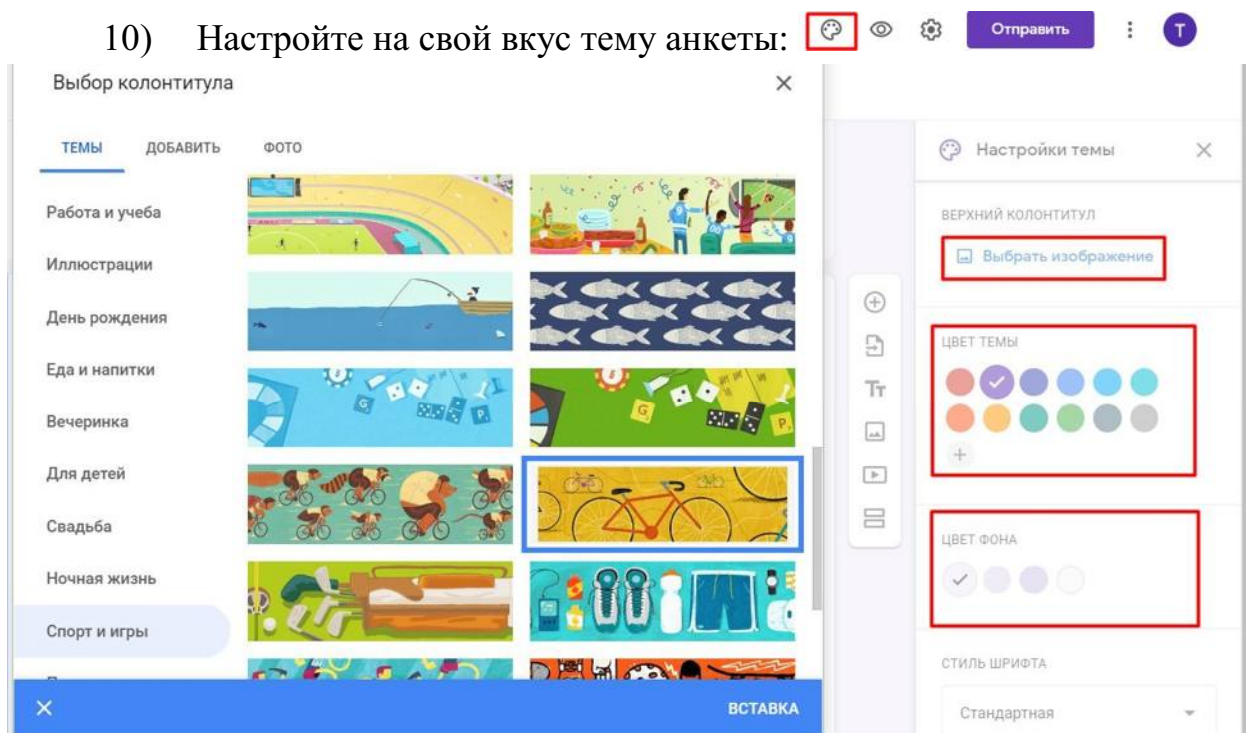 10) Настройте на свой вкус тему анкеты:
Отправить
T
Выбор колонтитула
ТЕМЫ ДОБАВИТЬ ФОТО
Работа и учеба
Иллюстрации
День рождения
Еда и напитки
Вечеринка
Для детей
Свадьба
Ночная жизнь
Спорт и игры
ВСТАВКА
Настройки темы
ВЕРХНИЙ КОЛОНТИТУЛ
Выбрать изображение
ЦВЕТ ТЕМЫ
ЦВЕТ ФОНА
СТИЛЬ ШРИФТА
Стандартная